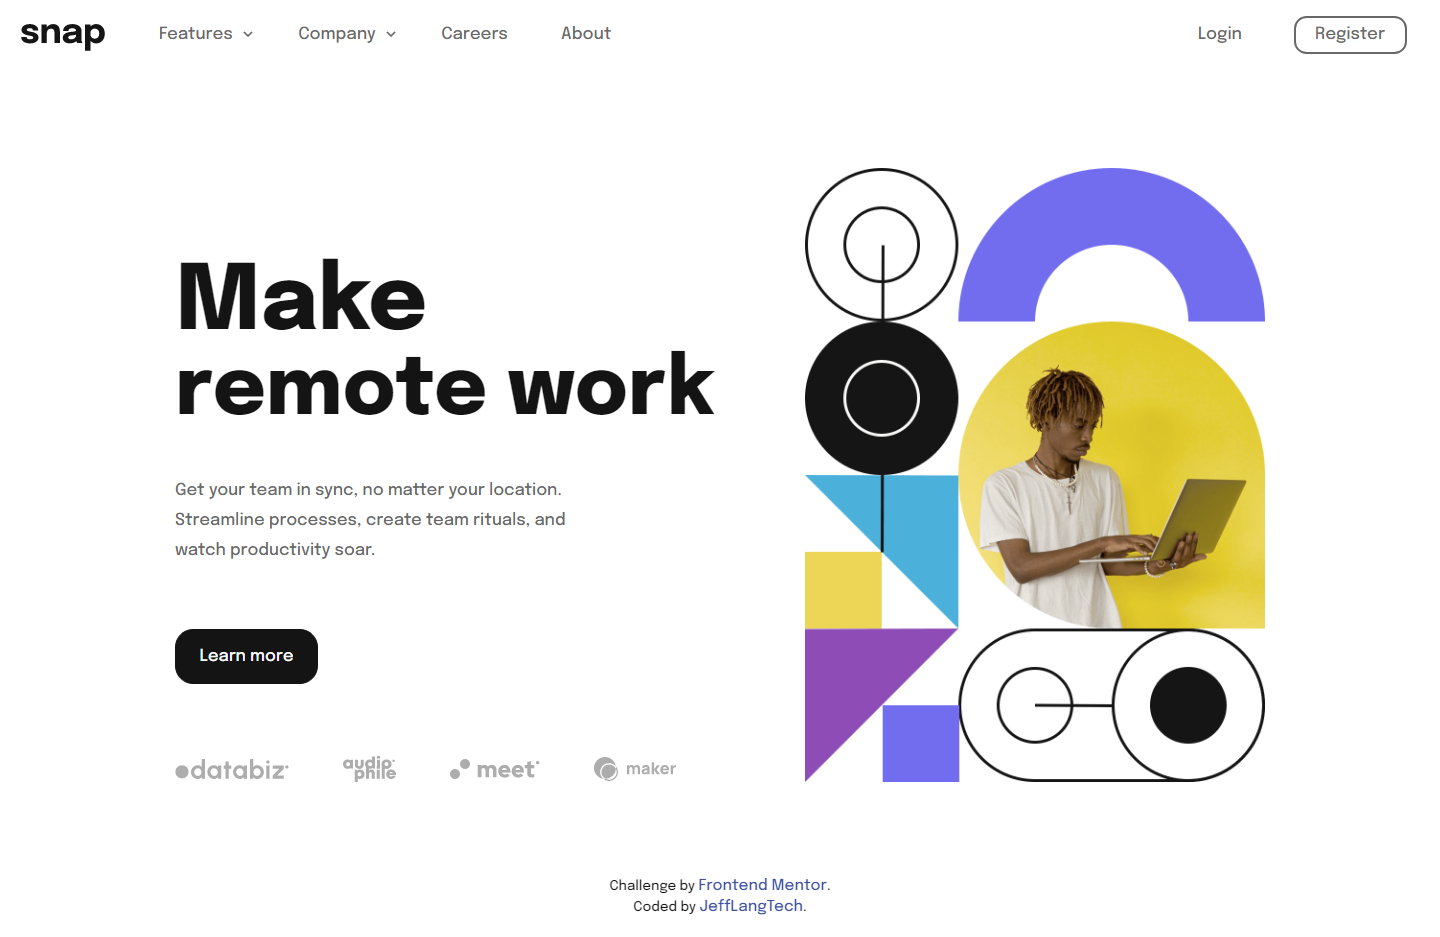 snap Features Company Careers About Login Register
Make
remote work
Get your team in sync, no matter your location.
Streamline processes, create team rituals, and
watch productivity soar.
Learn more
databiz audiophile meet maker
Challenge by Frontend Mentor.
Coded by JeffLangTech.